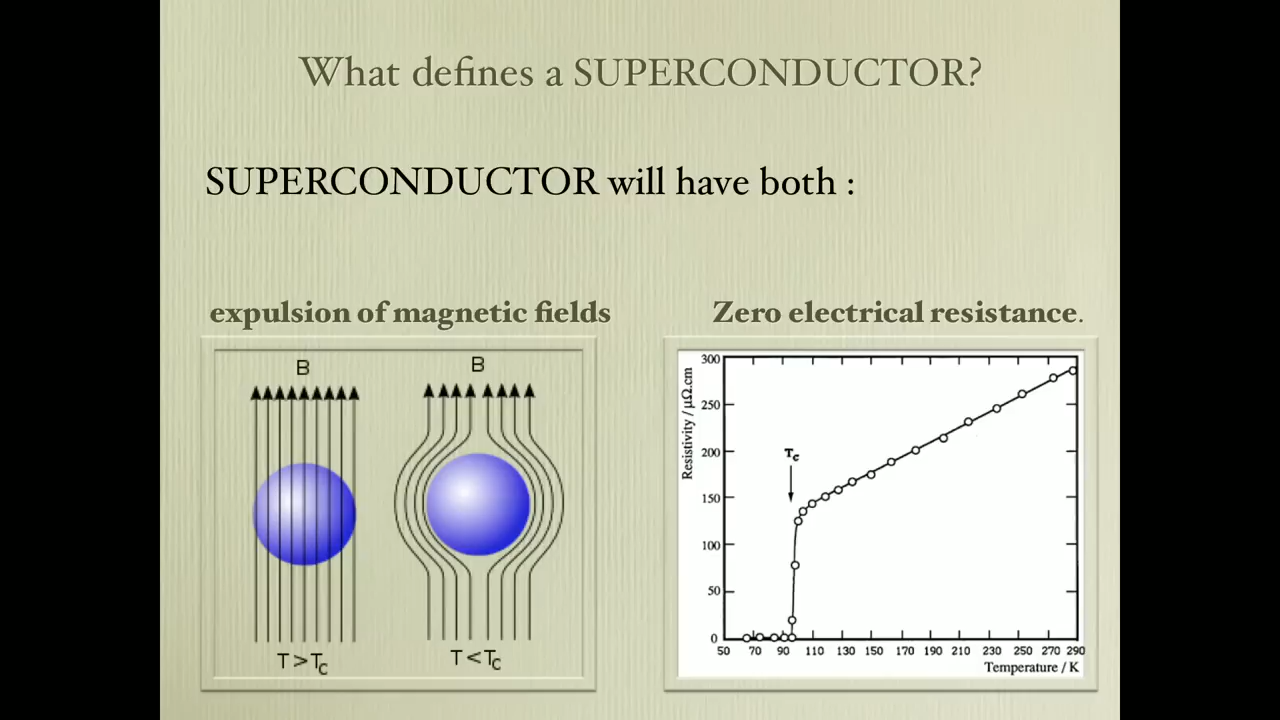 What defines a SUPERCONDUCTOR?
SUPERCONDUCTOR will have both :
expulsion of magnetic fields
B
B
T > Tc
T < Tc
Zero electrical resistance.
300
250
200
150
100
50
0
Resistivity / μΩ.cm
Tc
50 70 90 110 130 150 170 190 210 230 250 270 290
Temperature / K